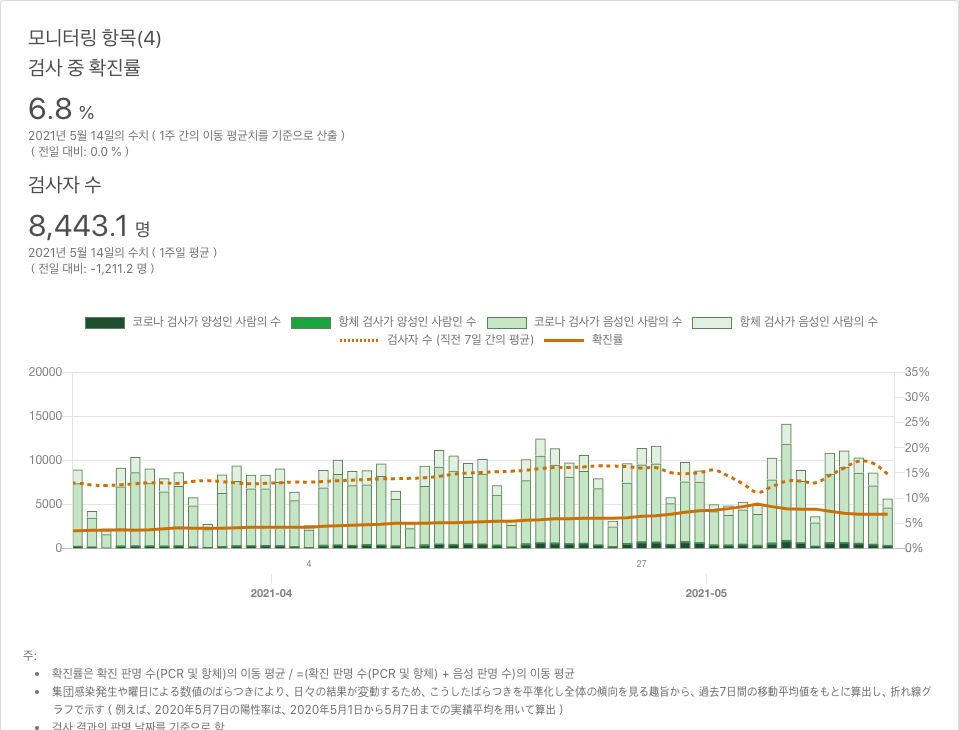 모니터링 항목(4)
검사 중 확진률
6.8 %
2021년 5월 14일의 수치 ( 1주 간의 이동 평균치를 기준으로 산출 )
( 전일 대비: 0.0 % )
검사자 수
8,443.1 명
2021년 5월 14일의 수치 ( 1주일 평균 )
( 전일 대비: -1,211.2 명 )
코로나 검사가 양성인 사람의 수 항체 검사가 양성인 사람인 수 코로나 검사가 음성인 사람의 수 항체 검사가 음성인 사람의 수
검사자 수 (직전 7일 간의 평균) 확진률
20000 35%
30%
15000 25%
20%
10000 15%
5000 10%
5%
0 0%
4 27
2021-04 2021-05
주:
• 확진률은 확진 판명 수(PCR 및 항체)의 이동 평균 / =(확진 판명 수(PCR 및 항체) + 음성 판명 수)의 이동 평균
• 集団感染発生や曜日による数値のばらつきにより、日々の結果が変動するため、こうしたばらつきを平準化し全体の傾向を見る趣旨から、過去7日間の移動平均値をもとに算出し、折れ線グ
ラフで示す ( 例えば、2020年5月7日の陽性率は、2020年5月1日から5月7日までの実績平均を用いて算出 )
• 검사 결과의 판명 날짜를 기준으로 함